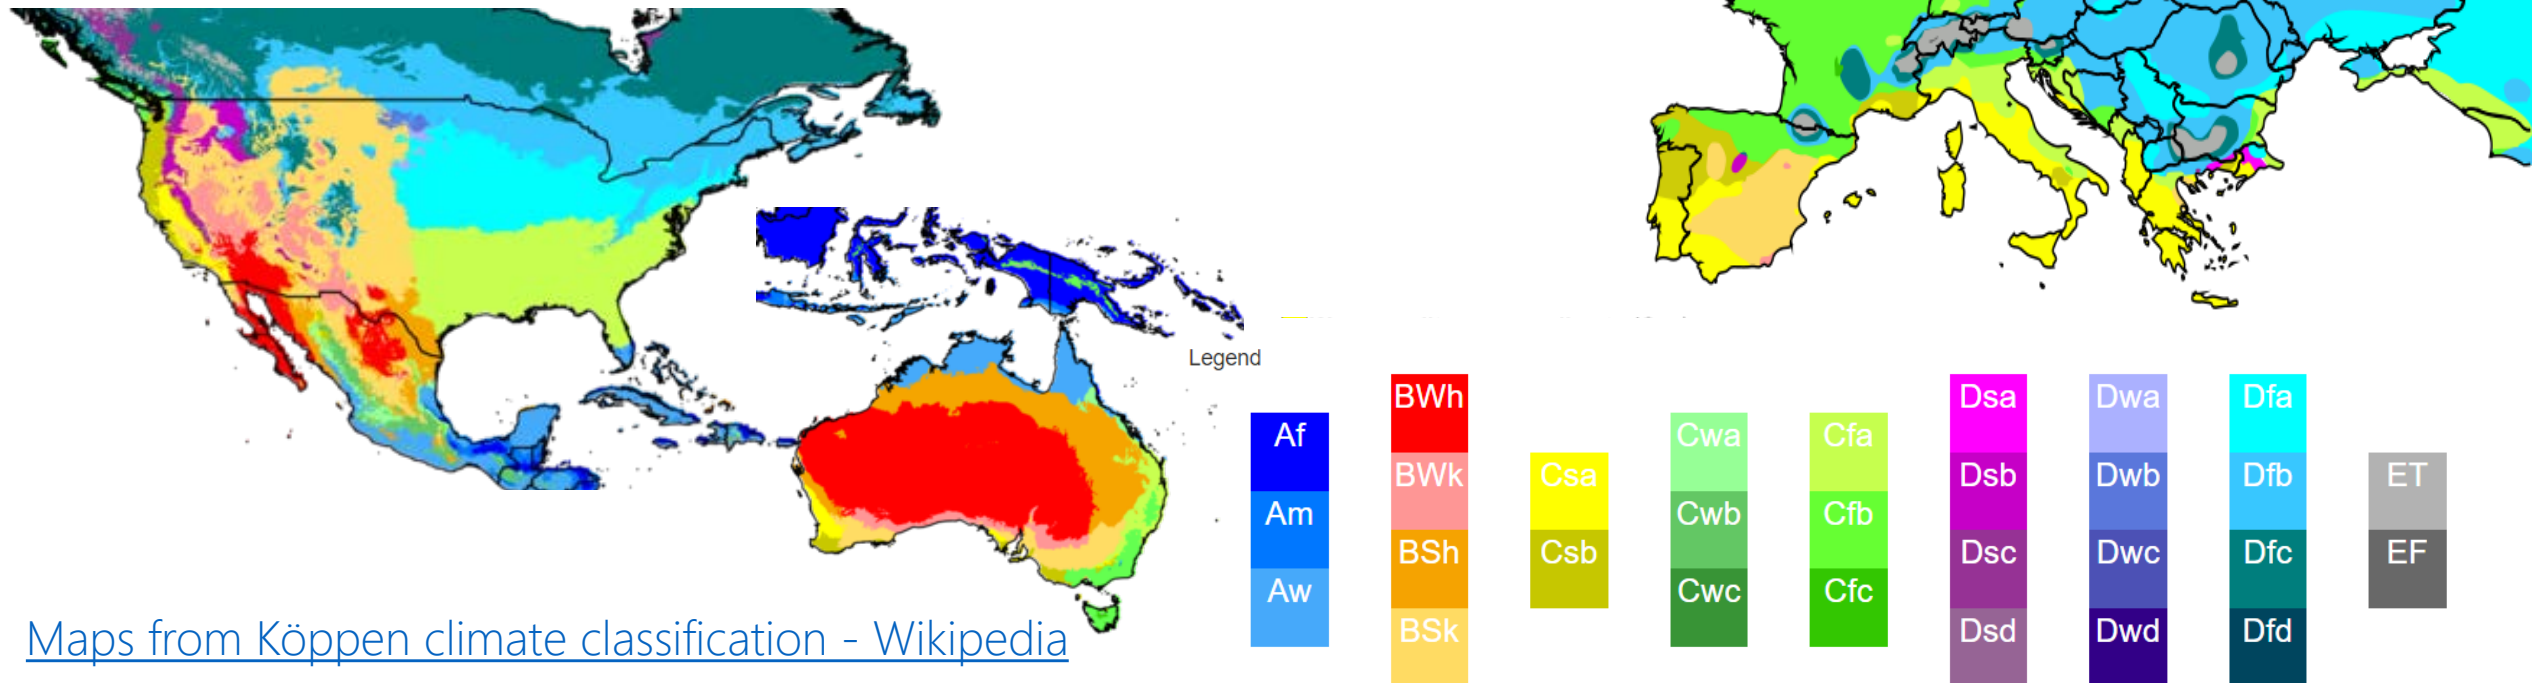 Legend
Af
Am
Aw
BWh
BWk
BSh
BSk
Csa
Csb
Cwa
Cwb
Cwc
Cfa
Cfb
Cfc
Dsa
Dsb
Dsc
Dsd
Dwa
Dwb
Dwc
Dwd
Dfa
Dfb
Dfc
Dfd
ET
EF
Maps from Köppen climate classification - Wikipedia